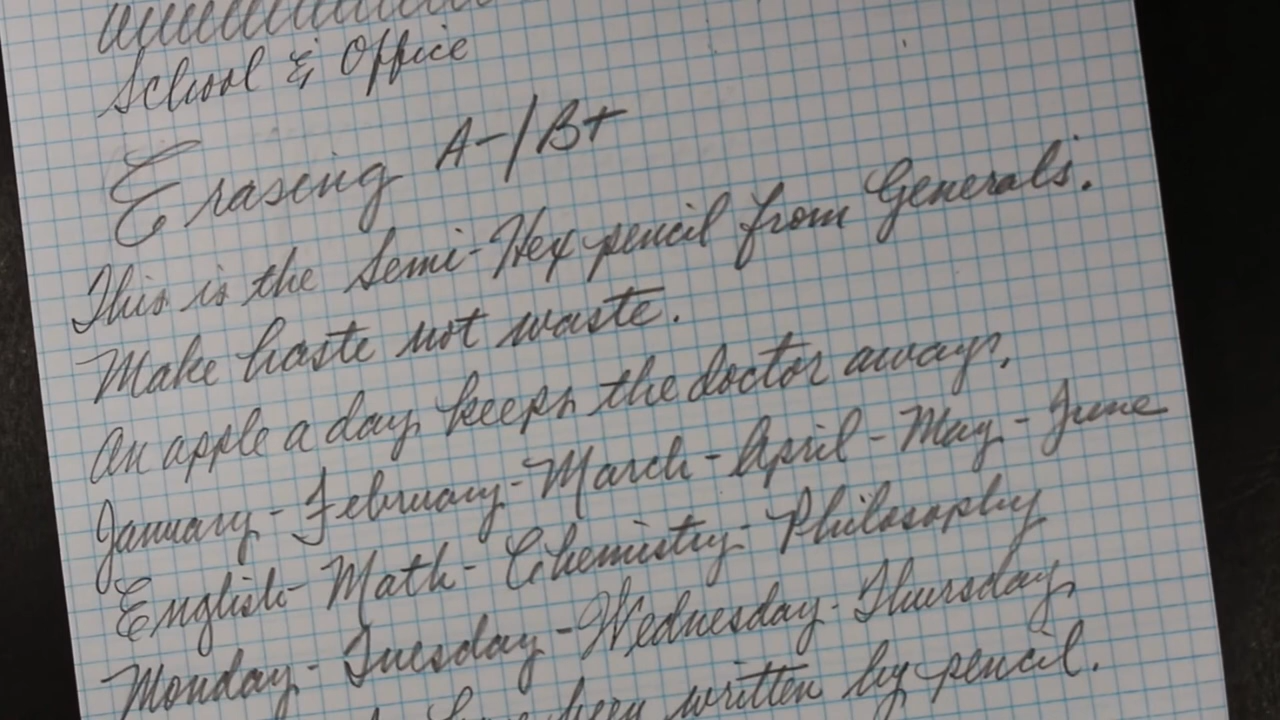 School & Office
Erasing A-/B+
This is the Semi-Hex pencil from Generals.
Make haste not waste.
An apple a day keeps the doctor away.
January - February - March - April - May - June
English - Math - Chemistry - Philosophy
Monday - Tuesday - Wednesday - Thursday
been written by pencil.